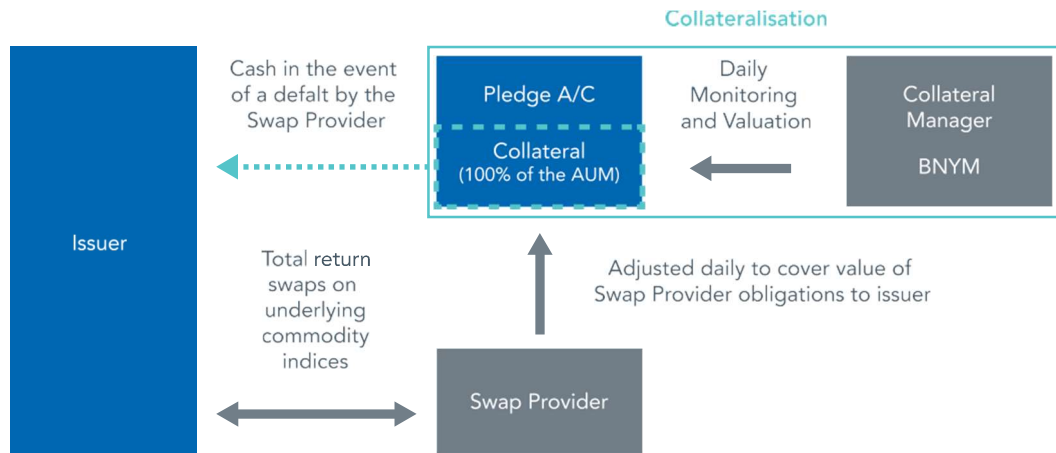 Collateralisation
Cash in the event
of a defalt by the
Swap Provider
Pledge A/C
Collateral
(100% of the AUM)
Daily
Monitoring
and Valuation
Collateral
Manager
BNYM
Issuer
Total return
swaps on
underlying
commodity
indices
Adjusted daily to cover value of
Swap Provider obligations to issuer
Swap Provider